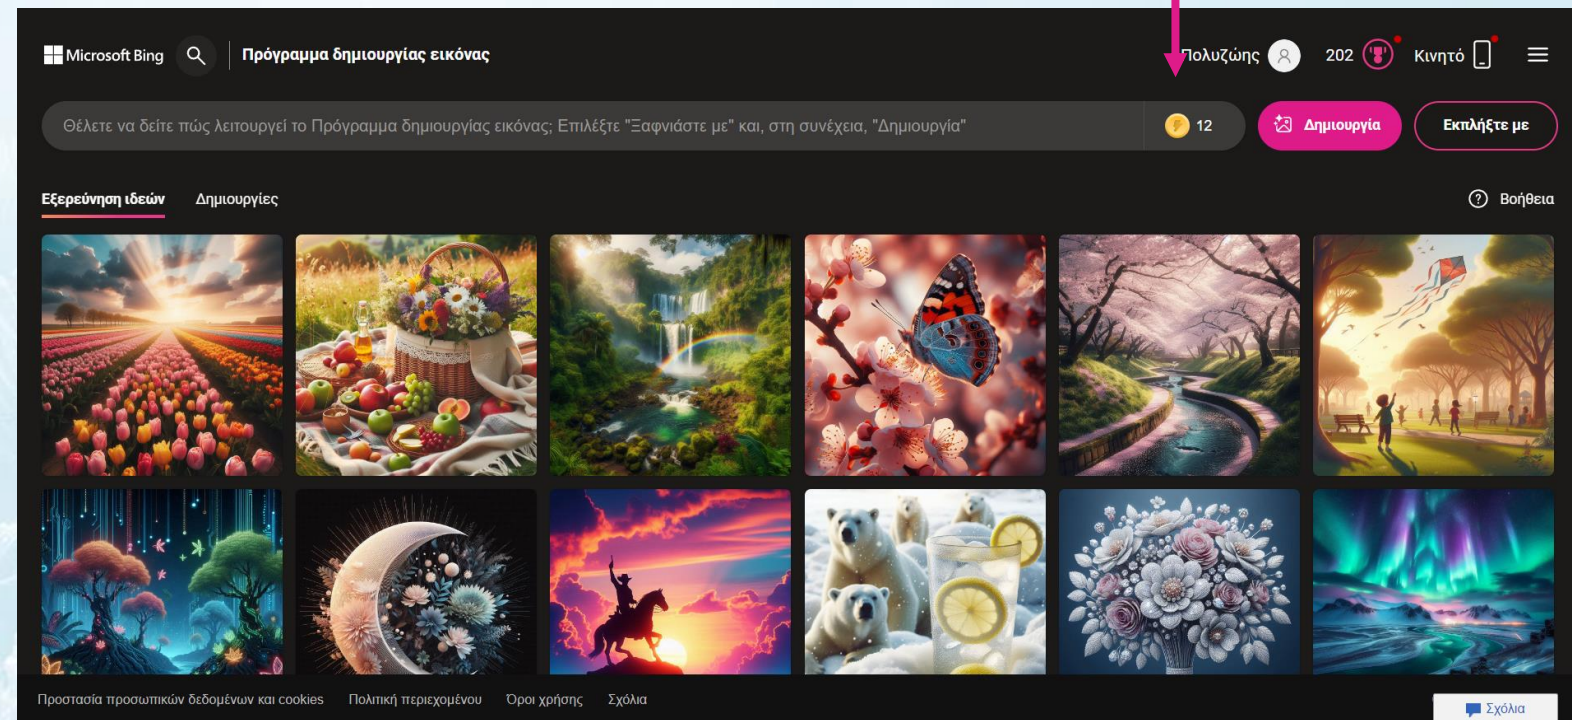 Microsoft Bing
Πρόγραμμα δημιουργίας εικόνας
Πολυζώης
202
Κινητό
Θέλετε να δείτε πώς λειτουργεί το Πρόγραμμα δημιουργίας εικόνας; Επιλέξτε "Ξαφνιάστε με" και, στη συνέχεια, "Δημιουργία"
12
Δημιουργία
Εκπλήξτε με
Εξερεύνηση ιδεών
Δημιουργίες
Βοήθεια
Προστασία προσωπικών δεδομένων και cookies
Πολιτική περιεχομένου
Όροι χρήσης
Σχόλια
Σχόλια